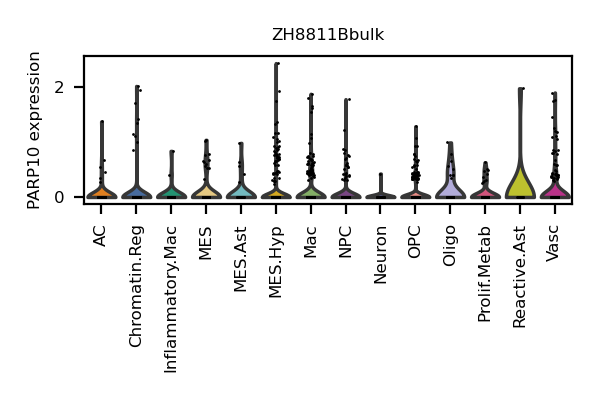 ZH8811Bbulk
PARP10 expression
2
0
AC
Chromatin.Reg
Inflammatory.Mac
MES
MES.Ast
MES.Hyp
Mac
NPC
Neuron
OPC
Oligo
Prolif.Metab
Reactive.Ast
Vasc